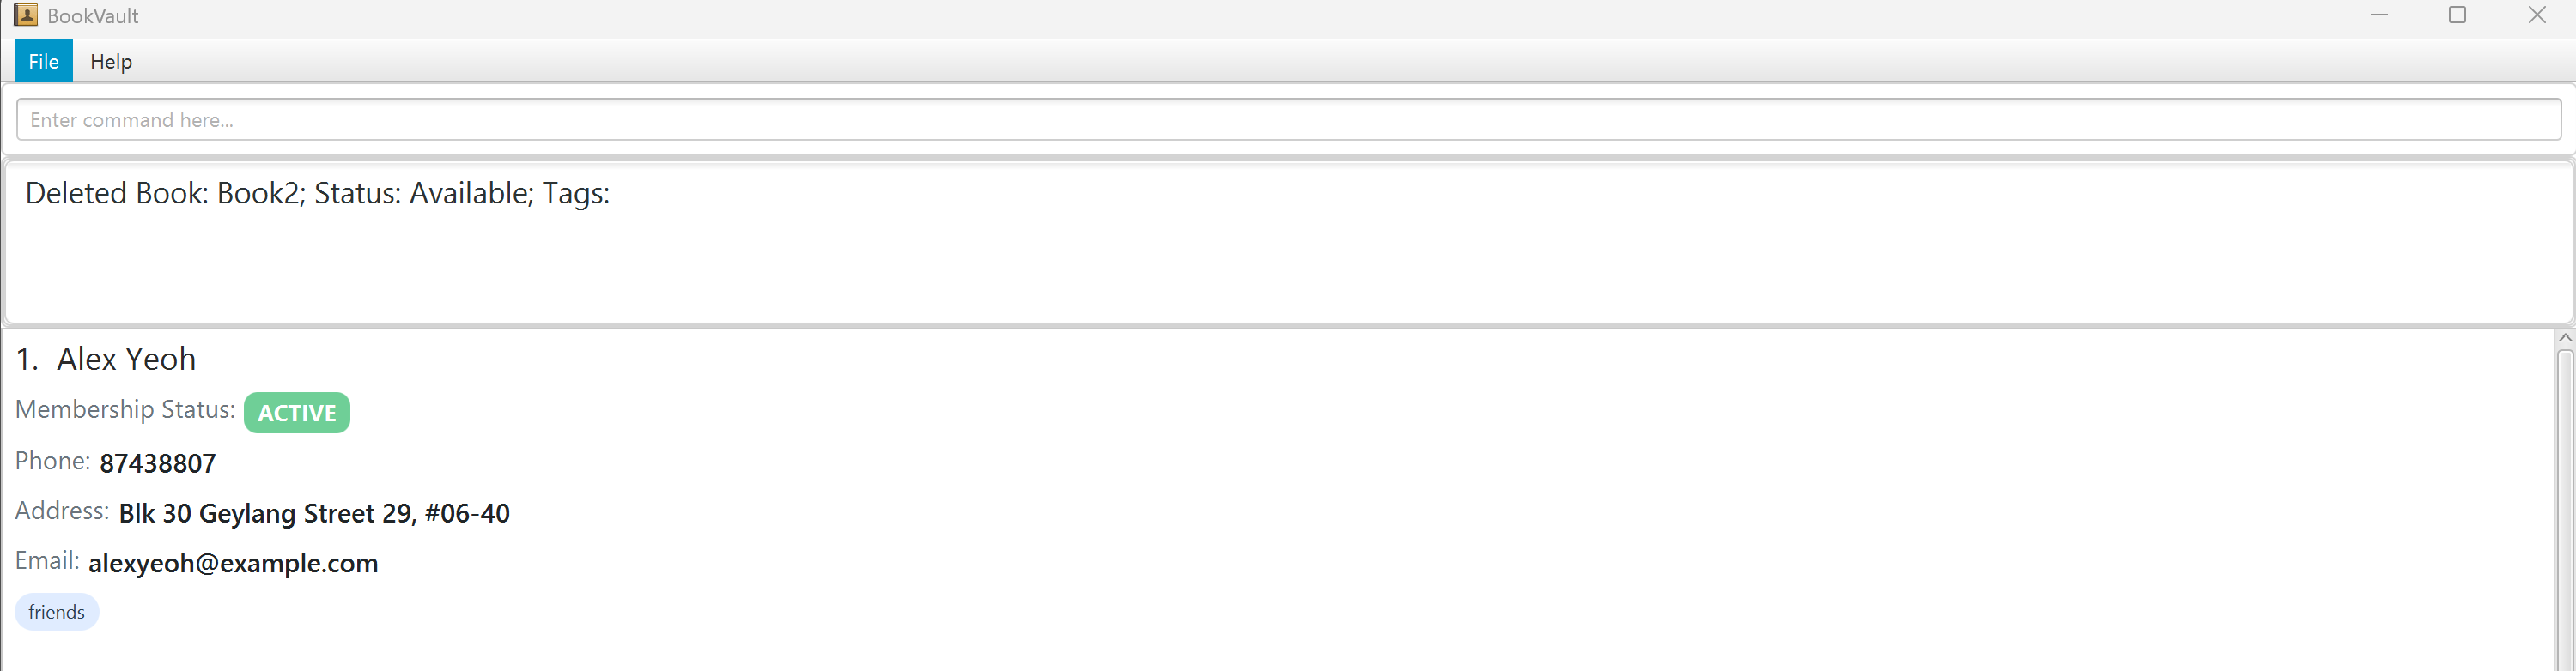 BookVault
File Help
Enter command here...
Deleted Book: Book2; Status: Available; Tags:
1. Alex Yeoh
Membership Status: ACTIVE
Phone: 87438807
Address: Blk 30 Geylang Street 29, #06-40
Email: alexyeoh@example.com
friends